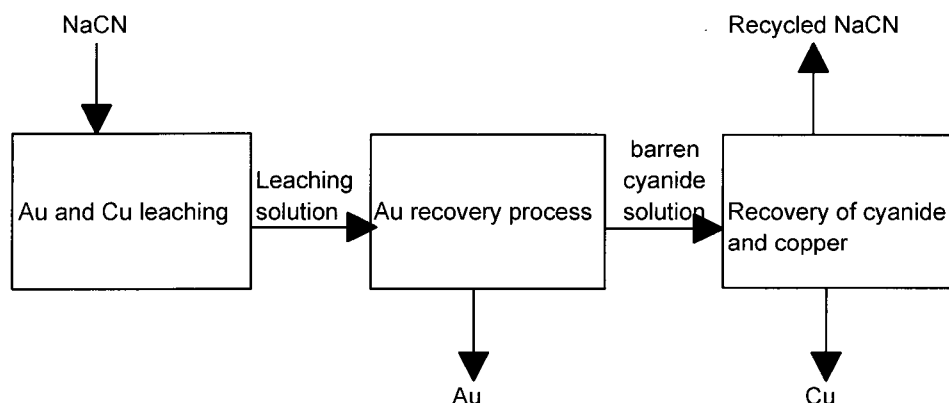 NaCN
Recycled NaCN
Au and Cu leaching
Leaching
solution
Au recovery process
barren
cyanide
solution
Recovery of cyanide
and copper
Au
Cu